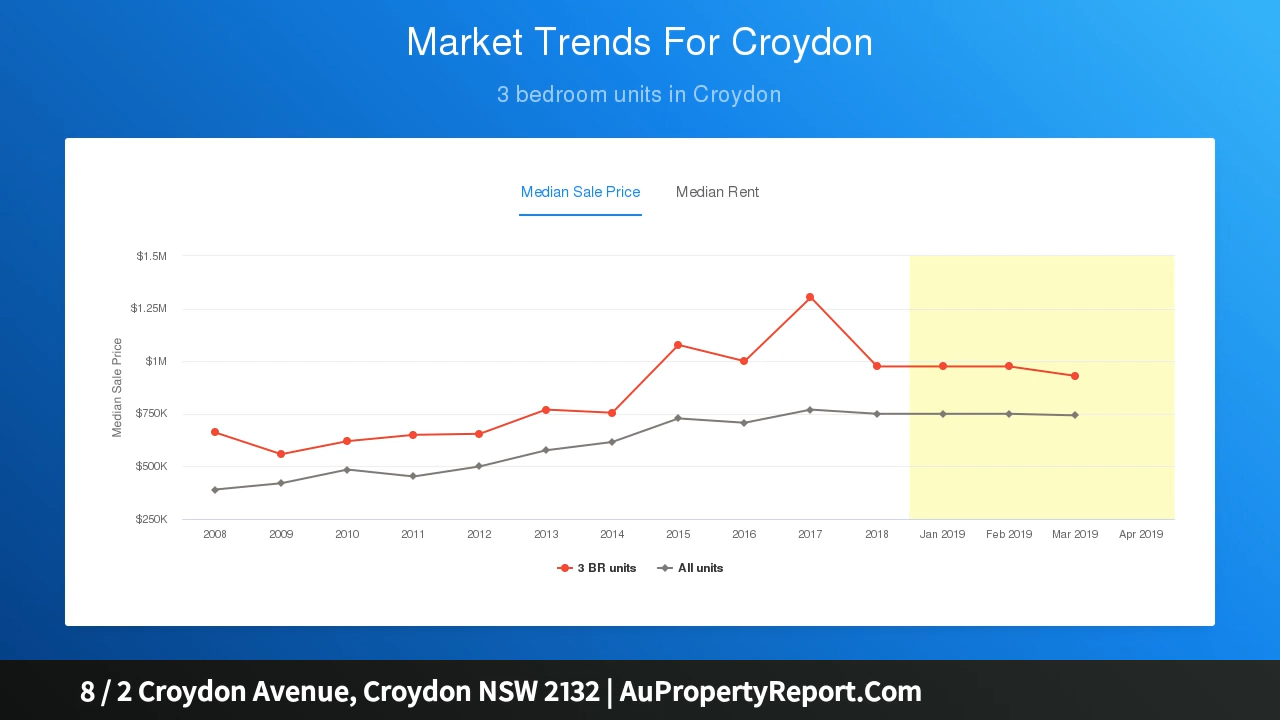 Market Trends For Croydon
3 bedroom units in Croydon
Median Sale Price Median Rent
$1.5M
$1.25M
$1M
$750K
$500K
$250K
Median Sale Price
2008 2009 2010 2011 2012 2013 2014 2015 2016 2017 2018 Jan 2019 Feb 2019 Mar 2019 Apr 2019
3 BR units All units
8 / 2 Croydon Avenue, Croydon NSW 2132 | AuPropertyReport.Com